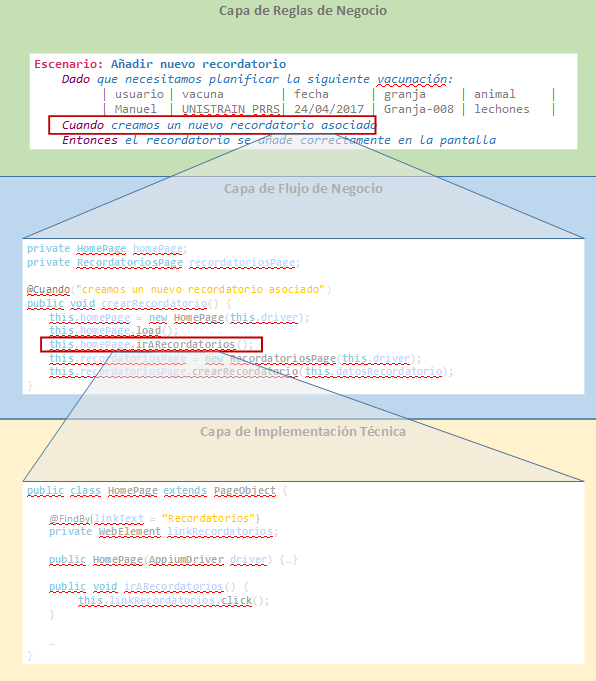 Capa de Reglas de Negocio
Escenario: Añadir nuevo recordatorio
Dado que necesitamos planificar la siguiente vacunación:
| usuario | vacuna | fecha | granja | animal |
| Manuel | UNISTRAIN PRRS| 24/04/2017 | Granja-008 | lechones |
Cuando creamos un nuevo recordatorio asociado
Entonces el recordatorio se añade correctamente en la pantalla
Capa de Flujo de Negocio
private HomePage homePage;
private RecordatoriosPage recordatoriosPage;
@Cuando("creamos un nuevo recordatorio asociado")
public void crearRecordatorio() {
this.homePage = new HomePage(this.driver);
this.homePage.load();
this.homePage.irARecordatorios();
this.recordatoriosPage = new RecordatoriosPage(this.driver);
this.recordatoriosPage.crearRecordatorio(this.datosRecordatorio);
}
Capa de Implementación Técnica
public class HomePage extends PageObject {
@FindBy(linkText = "Recordatorios")
private WebElement linkRecordatorios;
public HomePage(AppiumDriver driver) {…}
public void irARecordatorios() {
this.linkRecordatorios.click();
}
…
}